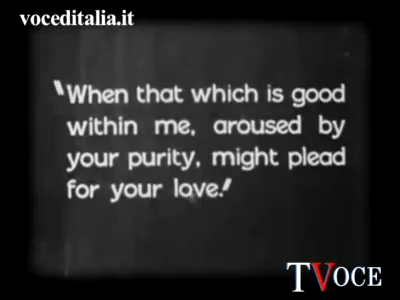 voceditalia.it
"When that which is good
within me, aroused by
your purity, might plead
for your love."
TVOCE